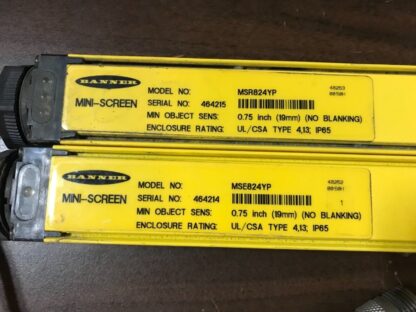 BANNER
MINI-SCREEN
MODEL NO: MSR824YP
SERIAL NO: 464215
MIN OBJECT SENS: 0.75 inch (19mm) (NO BLANKING)
ENCLOSURE RATING: UL/CSA TYPE 4,13; IP65
BANNER
MINI-SCREEN
MODEL NO: MSE824YP
SERIAL NO: 464214
MIN OBJECT SENS: 0.75 inch (19mm) (NO BLANKING)
1
ENCLOSURE RATING: UL/CSA TYPE 4,13; IP65